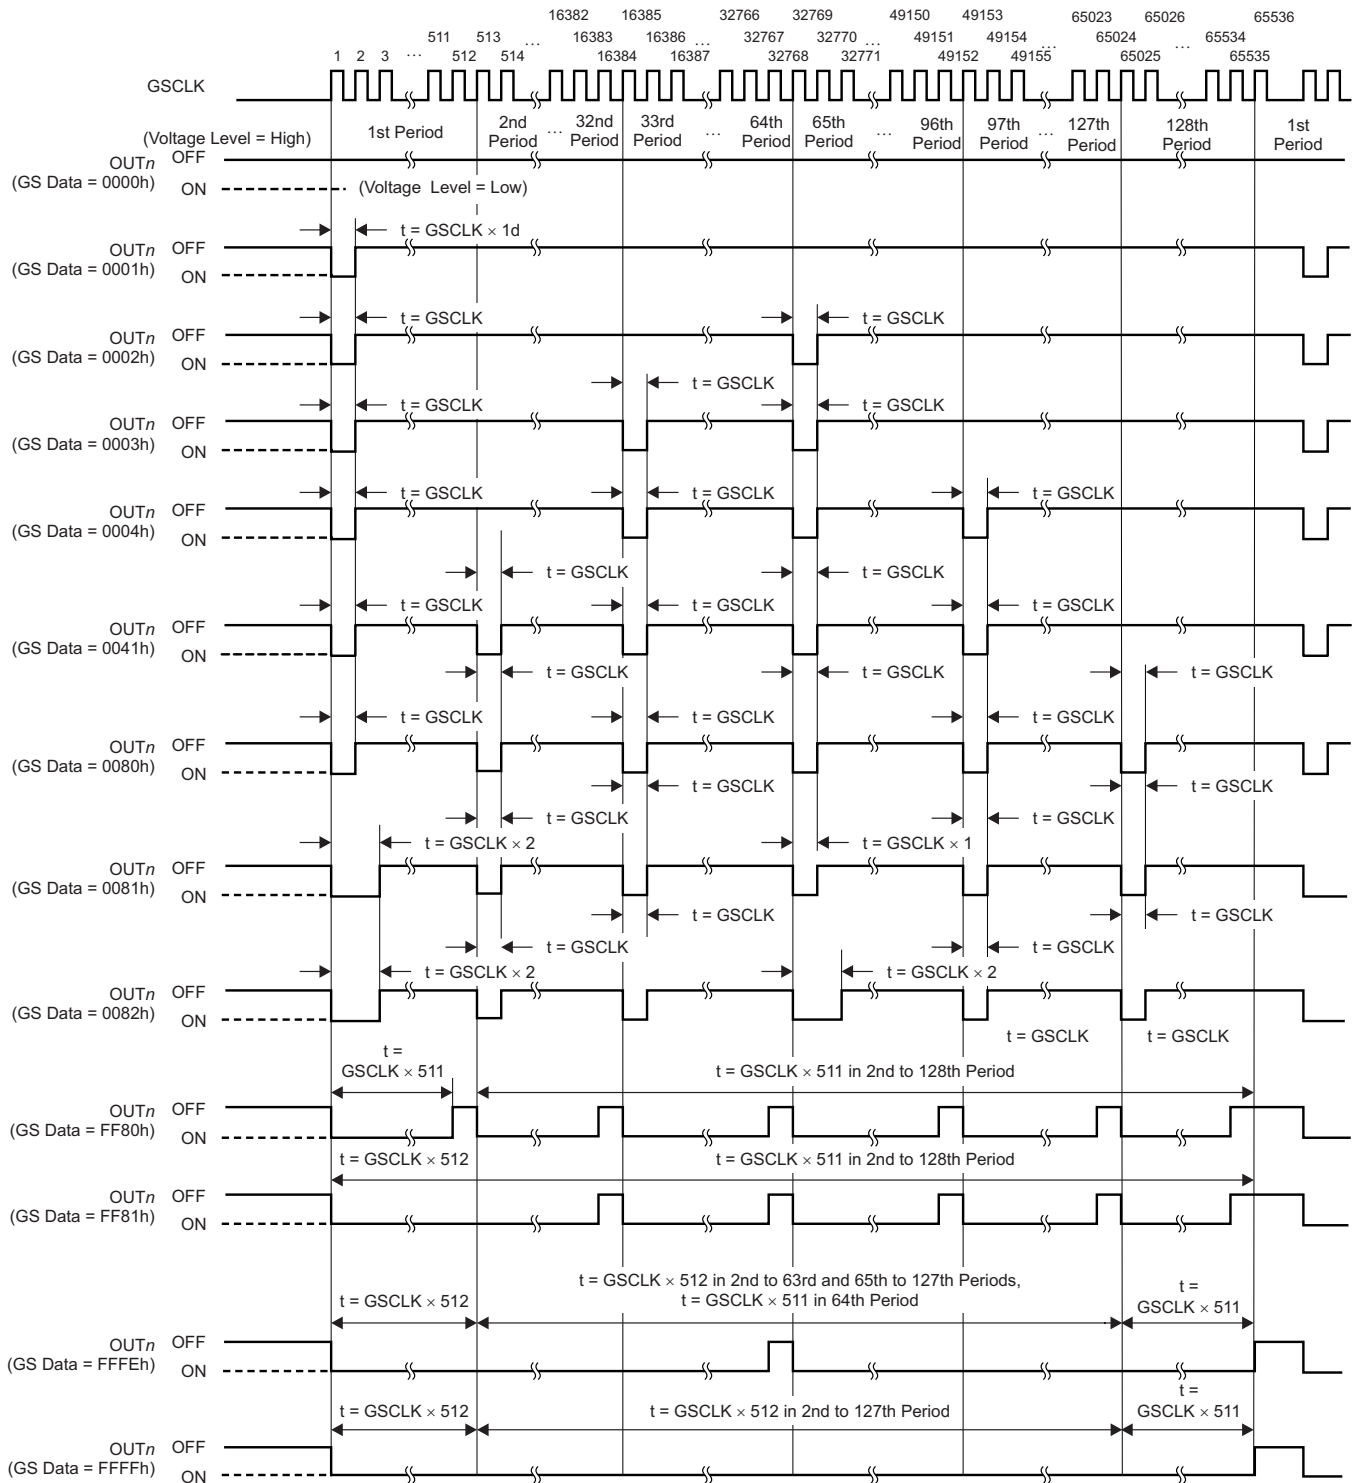 16382 16385 32766 32769 49150 49153 65023 65026 65536
511 513 ... 16383 16386 ... 32767 32770 ... 49151 49154 ... 65024 ... 65534
1 2 3 ... 512 514 16384 16387 32768 32771 49152 49155 65025 65535
GSCLK
(Voltage Level = High) 1st Period 2nd Period ... 32nd Period 33rd Period ... 64th Period 65th Period ... 96th Period 97th Period ... 127th Period 128th Period 1st Period
OUTn OFF
(GS Data = 0000h) ON (Voltage Level = Low)
t = GSCLK × 1d
OUTn OFF
(GS Data = 0001h) ON
t = GSCLK t = GSCLK
OUTn OFF
(GS Data = 0002h) ON
t = GSCLK
t = GSCLK t = GSCLK
OUTn OFF
(GS Data = 0003h) ON
t = GSCLK t = GSCLK t = GSCLK
OUTn OFF
(GS Data = 0004h) ON
t = GSCLK t = GSCLK
t = GSCLK t = GSCLK t = GSCLK
OUTn OFF
(GS Data = 0041h) ON
t = GSCLK t = GSCLK t = GSCLK
t = GSCLK t = GSCLK t = GSCLK
OUTn OFF
(GS Data = 0080h) ON
t = GSCLK t = GSCLK
t = GSCLK t = GSCLK
t = GSCLK × 2 t = GSCLK × 1
OUTn OFF
(GS Data = 0081h) ON
t = GSCLK t = GSCLK
t = GSCLK t = GSCLK
t = GSCLK × 2 t = GSCLK × 2
OUTn OFF
(GS Data = 0082h) ON
t = GSCLK t = GSCLK
t =
GSCLK × 511 t = GSCLK × 511 in 2nd to 128th Period
OUTn OFF
(GS Data = FF80h) ON
t = GSCLK × 512 t = GSCLK × 511 in 2nd to 128th Period
OUTn OFF
(GS Data = FF81h) ON
t = GSCLK × 512 in 2nd to 63rd and 65th to 127th Periods,
t = GSCLK × 511 in 64th Period
t = GSCLK × 512
t =
GSCLK × 511
OUTn OFF
(GS Data = FFFEh) ON
t = GSCLK × 512 t = GSCLK × 512 in 2nd to 127th Period
t =
GSCLK × 511
OUTn OFF
(GS Data = FFFFh) ON